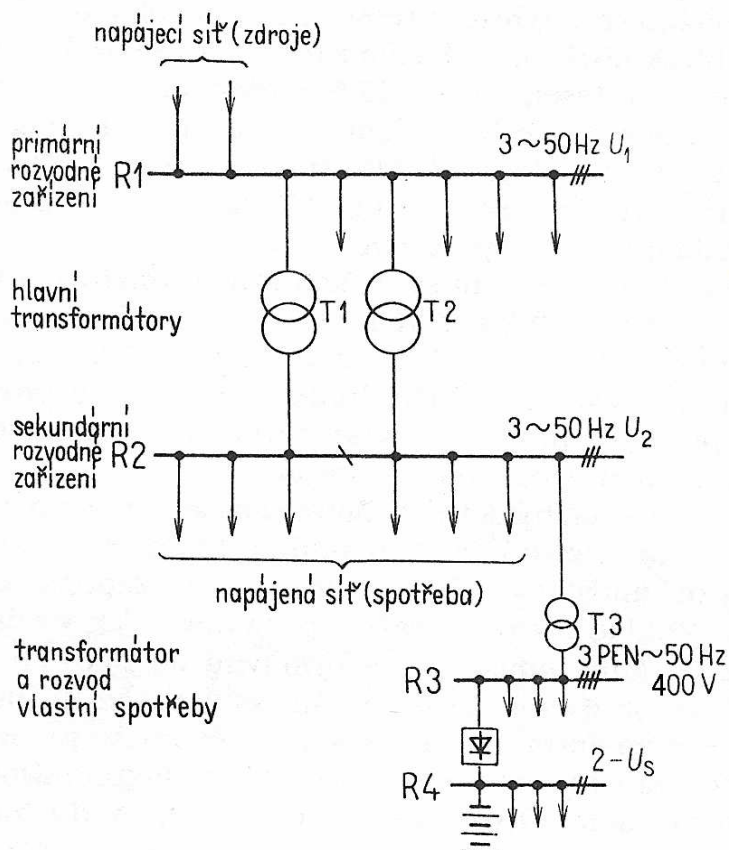 napájecí síť (zdroje)
primární
rozvodné
zařízení
R1
3~50 Hz U₁
hlavní
transformátory
T1
T2
sekundární
rozvodné
zařízení
R2
3~50 Hz U₂
napájená síť (spotřeba)
T3
transformátor
a rozvod
vlastní spotřeby
R3
3 PEN~50 Hz
400 V
R4
2-Uₛ